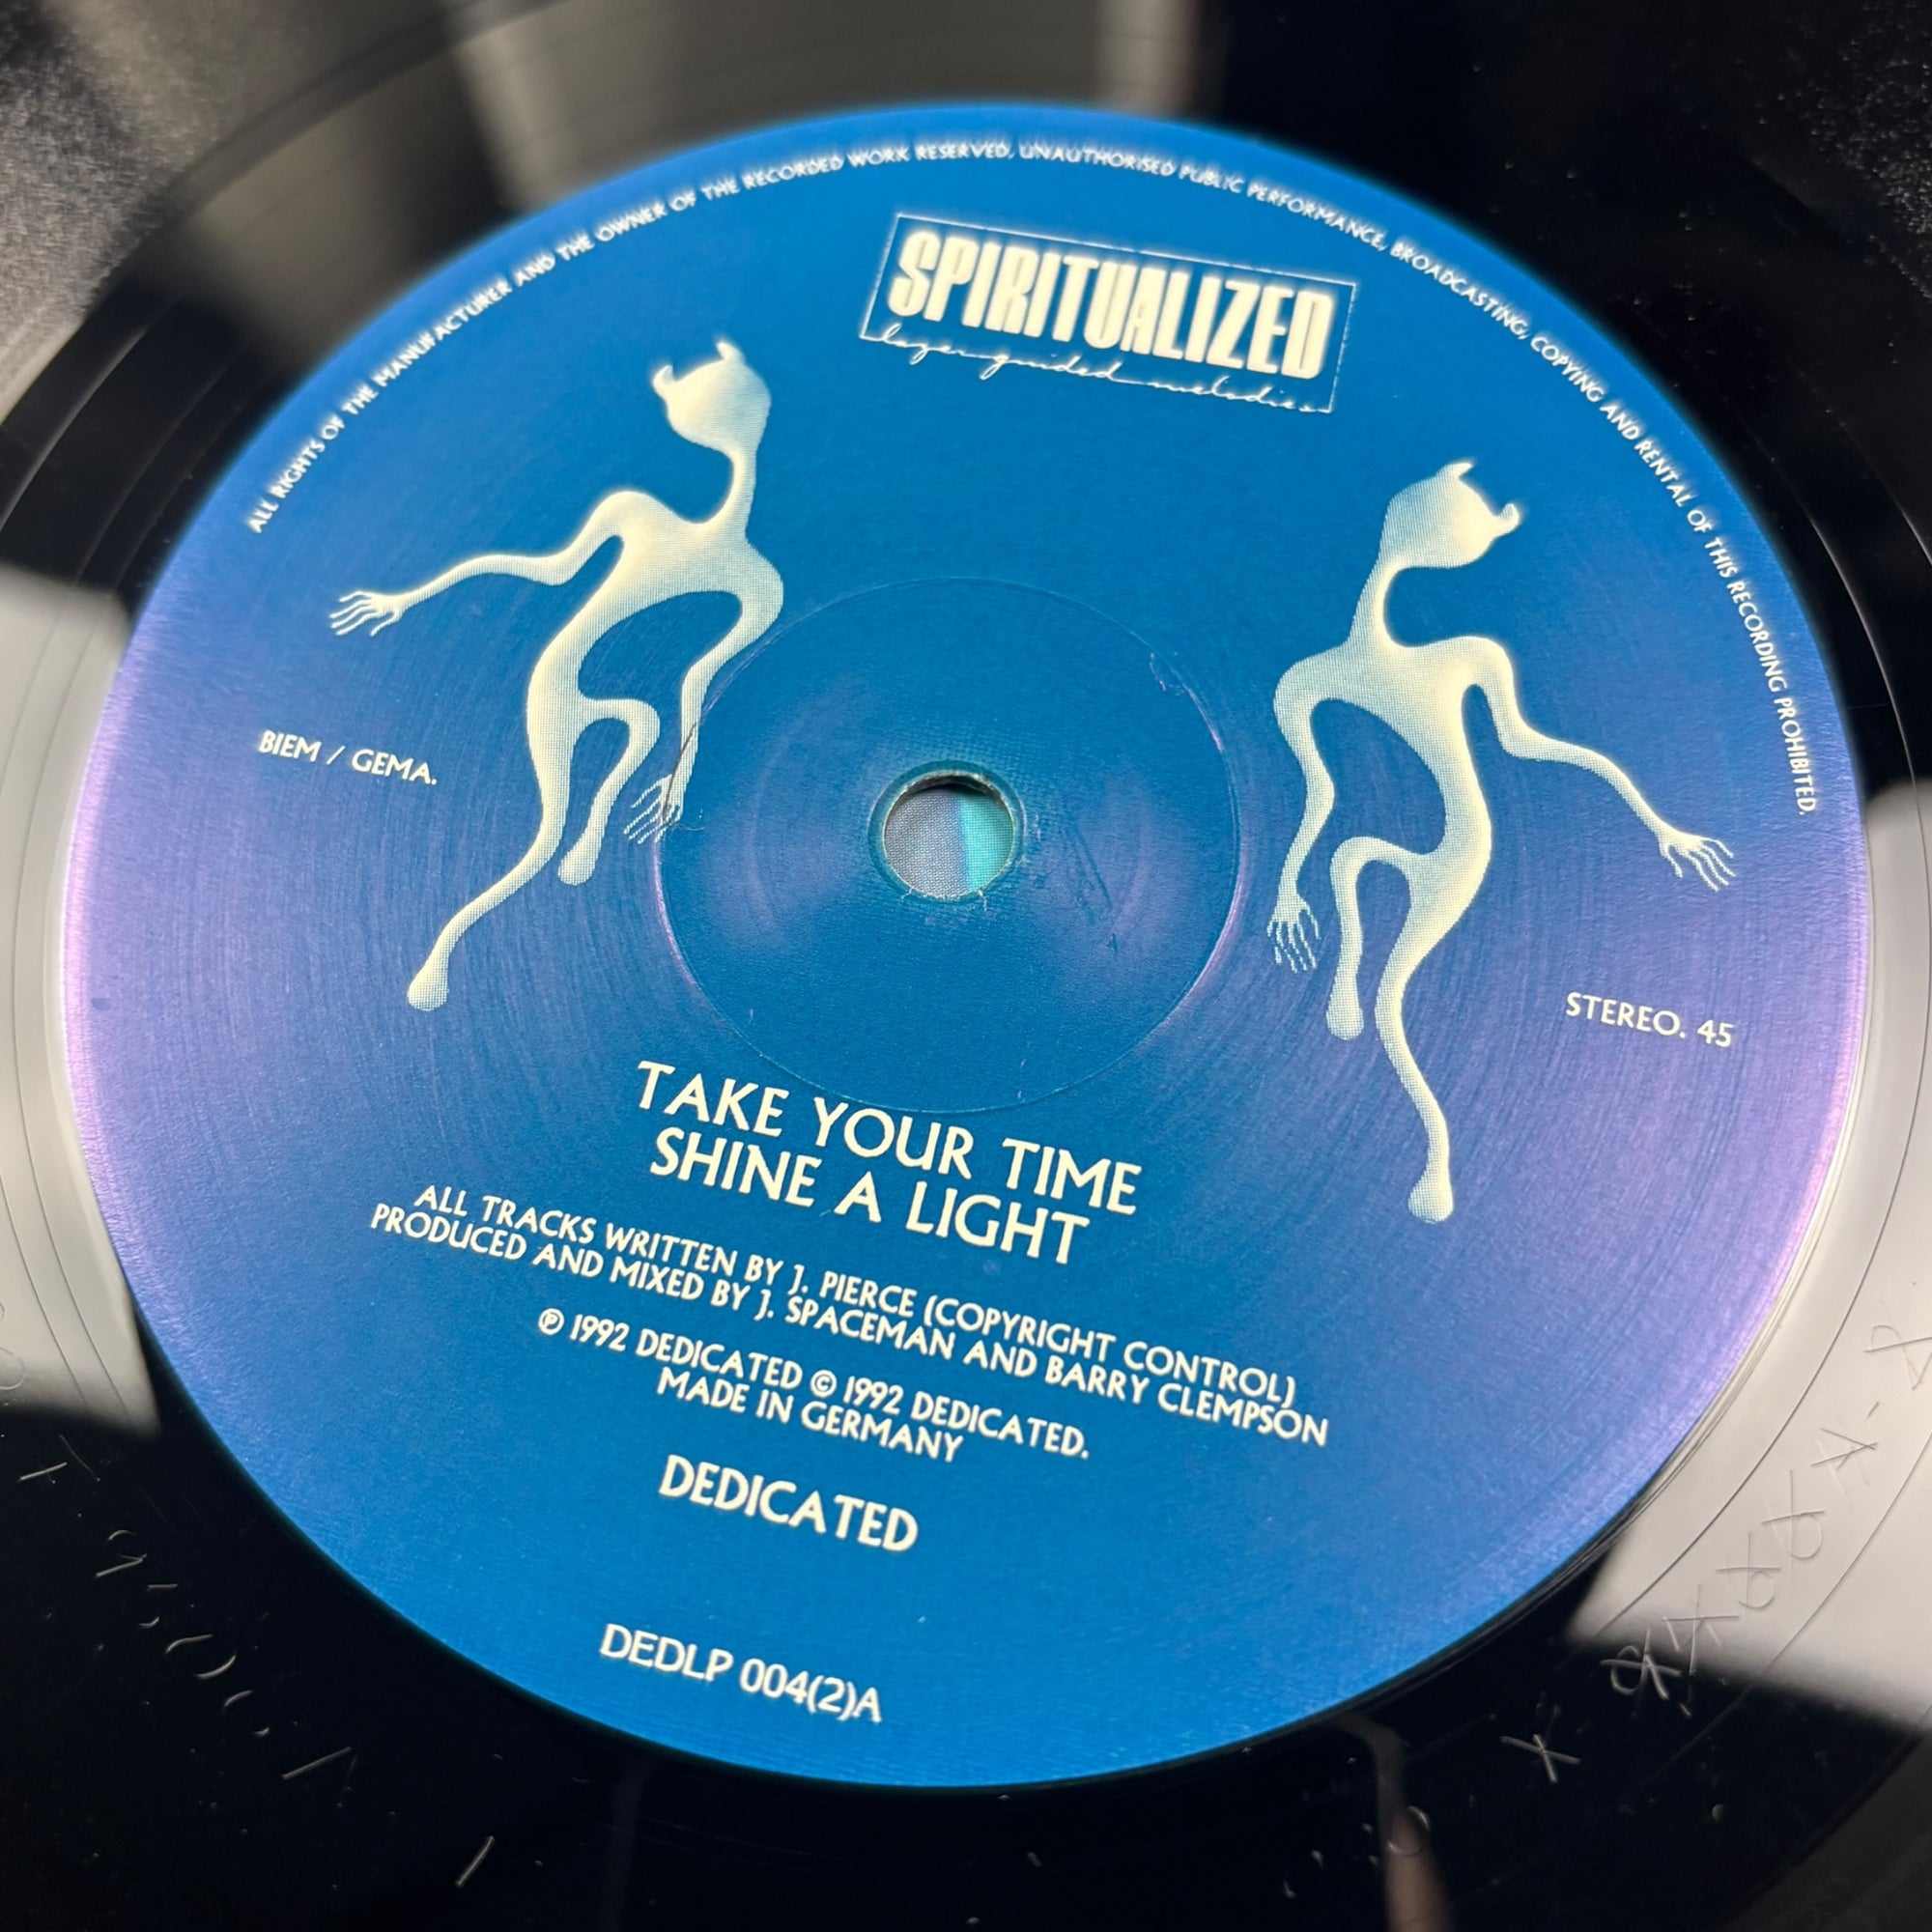 ALL RIGHTS OF THE MANUFACTURER AND THE OWNER OF THE RECORDED WORK RESERVED, UNAUTHORISED PUBLIC PERFORMANCE, BROADCASTING, COPYING AND RENTAL OF THIS RECORDING PROHIBITED.
SPIRITUALIZED
lazer guided melodies
BIEM / GEMA.
STEREO. 45
TAKE YOUR TIME
SHINE A LIGHT
ALL TRACKS WRITTEN BY J. PIERCE (COPYRIGHT CONTROL)
PRODUCED AND MIXED BY J. SPACEMAN AND BARRY CLEMPSON
℗ 1992 DEDICATED © 1992 DEDICATED.
MADE IN GERMANY
DEDICATED
DEDLP 004(2)A